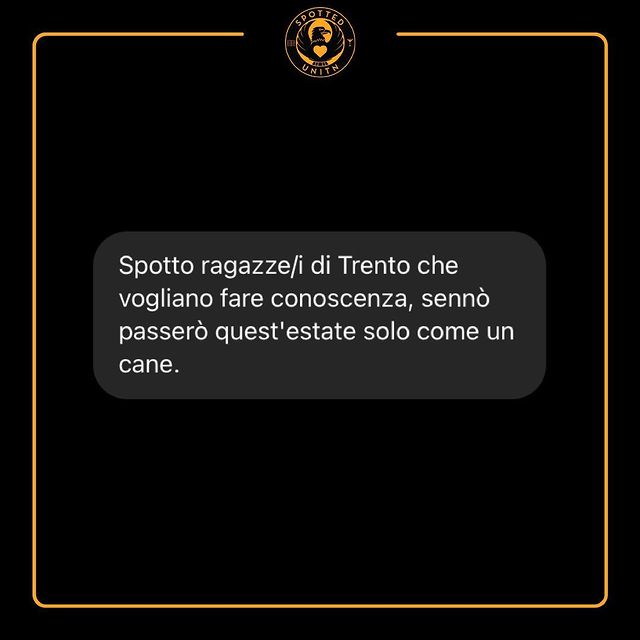 SPOTTED
UNITN
Spotto ragazze/i di Trento che
vogliano fare conoscenza, sennò
passerò quest'estate solo come un
cane.